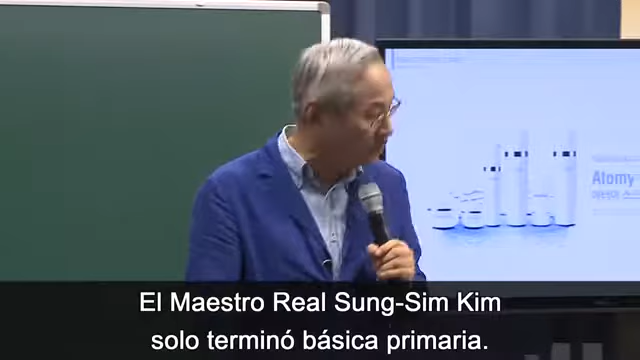 Atomy
El Maestro Real Sung-Sim Kim
solo terminó básica primaria.